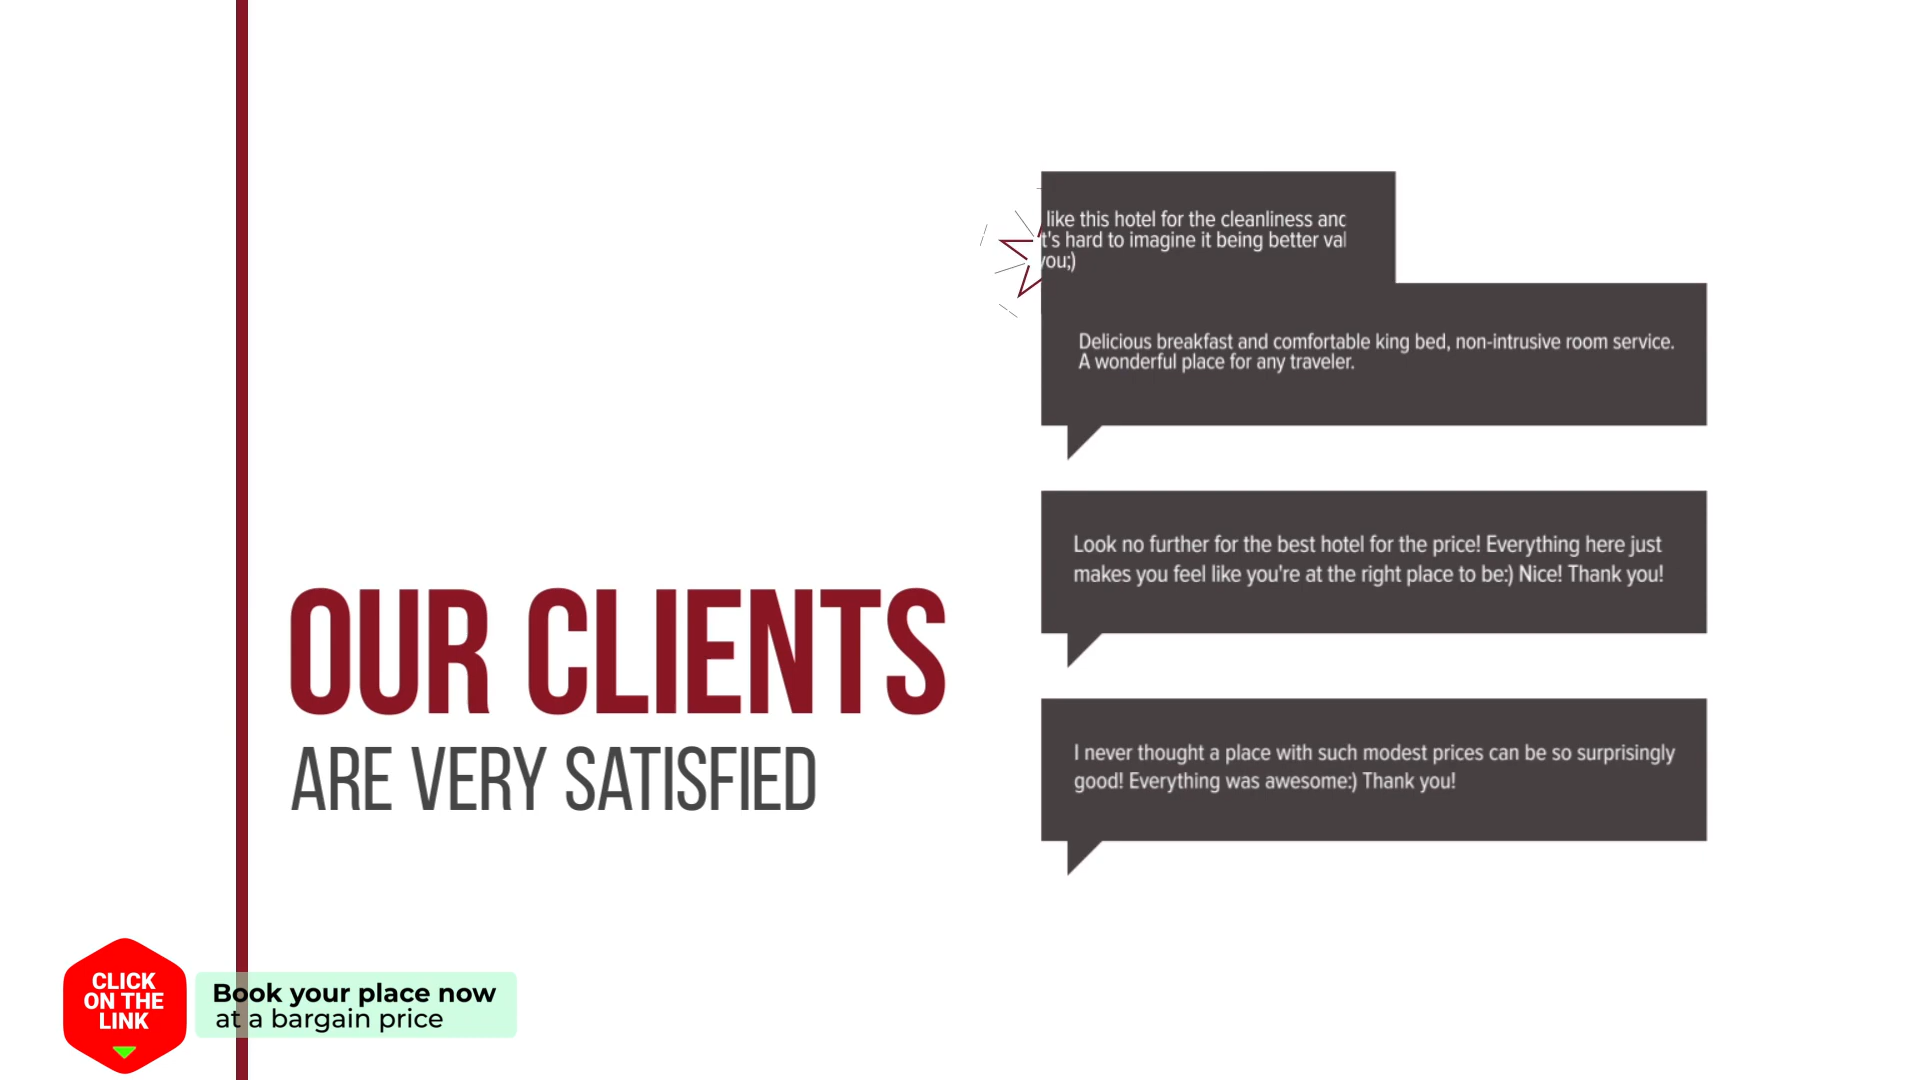 like this hotel for the cleanliness and
t's hard to imagine it being better val
you;)
Delicious breakfast and comfortable king bed, non-intrusive room service.
A wonderful place for any traveler.
Look no further for the best hotel for the price! Everything here just
makes you feel like you're at the right place to be:) Nice! Thank you!
I never thought a place with such modest prices can be so surprisingly
good! Everything was awesome:) Thank you!
OUR CLIENTS
ARE VERY SATISFIED
CLICK
ON THE
LINK
Book your place now
at a bargain price